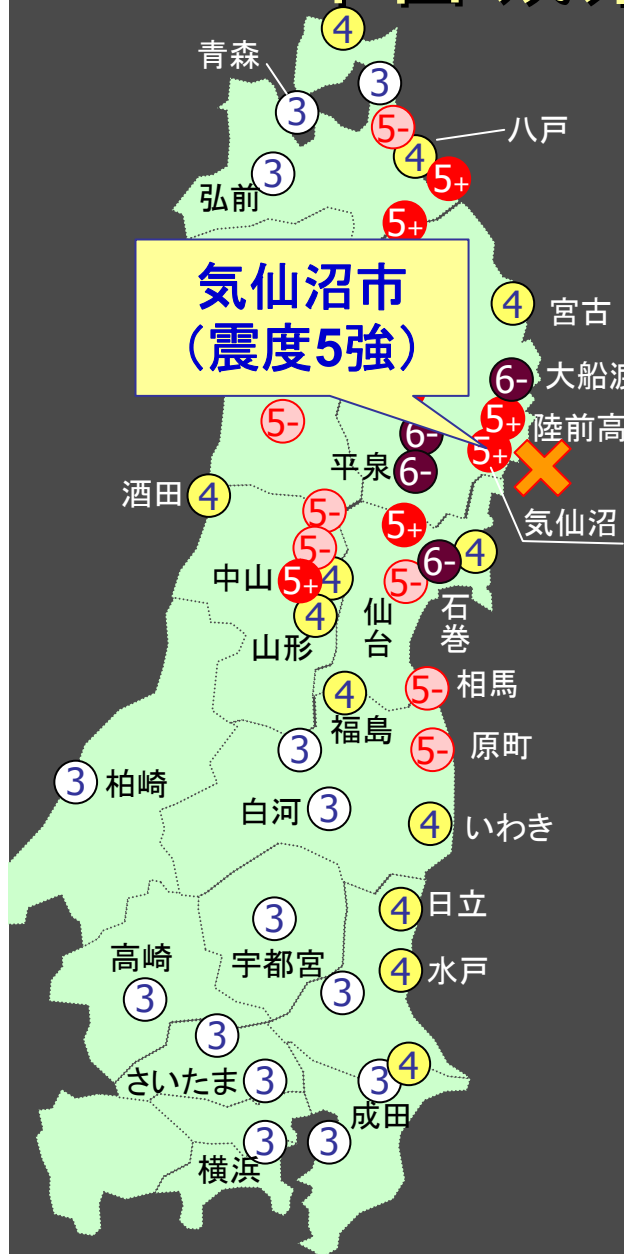 4
青森
3
3
5-
八戸
4
3
5+
弘前
5+
気仙沼市
（震度5強）
4
宮古
6-
大船渡
5+
陸前高
5-
6-
5+
平泉
6-
酒田
4
5-
5+
気仙沼
5-
6-
4
中山
5+
4
5-
4
仙台
石巻
山形
5-
相馬
4
福島
3
5-
原町
3
柏崎
白河
3
4
いわき
3
4
日立
高崎
宇都宮
4
水戸
3
3
3
さいたま
3
3
4
成田
横浜
3
3